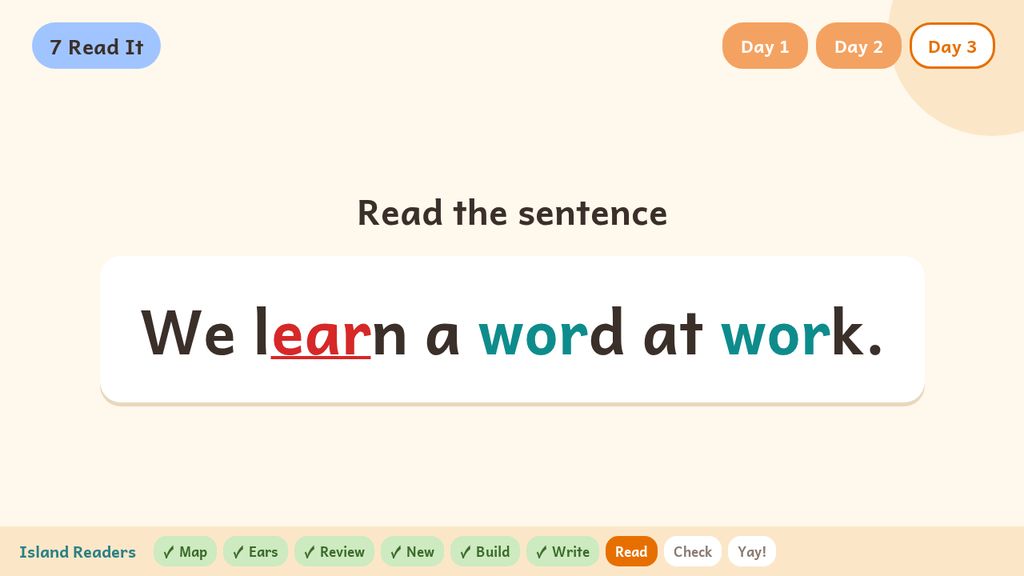 7 Read It
Day 1 Day 2 Day 3
Read the sentence
We learn a word at work.
Island Readers ✓ Map ✓ Ears ✓ Review ✓ New ✓ Build ✓ Write Read Check Yay!